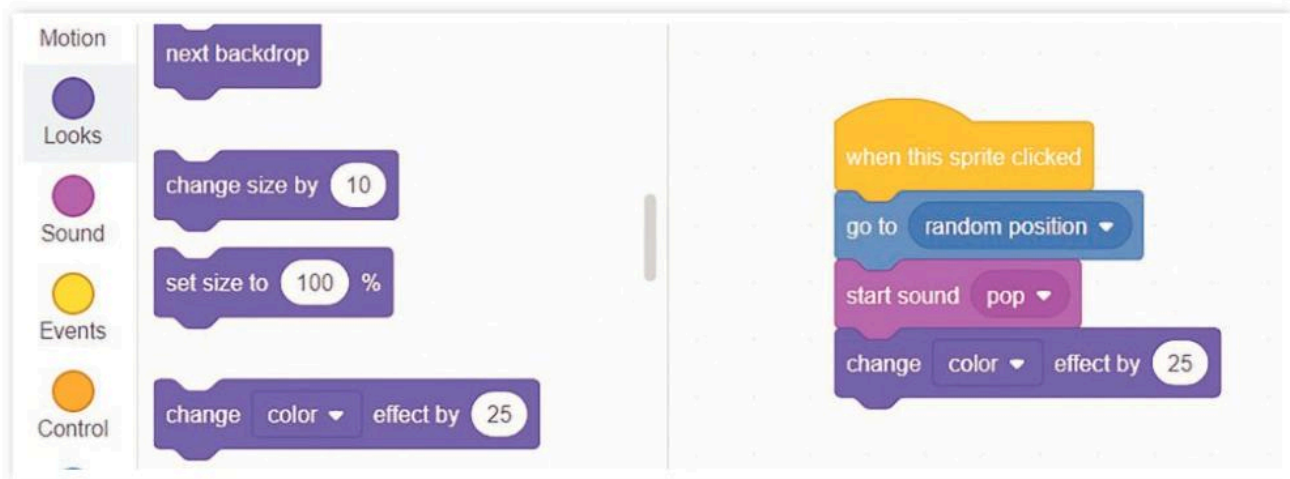 Motion
Looks
Sound
Events
Control
next backdrop
change size by 10
set size to 100 %
change color effect by 25
when this sprite clicked
go to random position
start sound pop
change color effect by 25